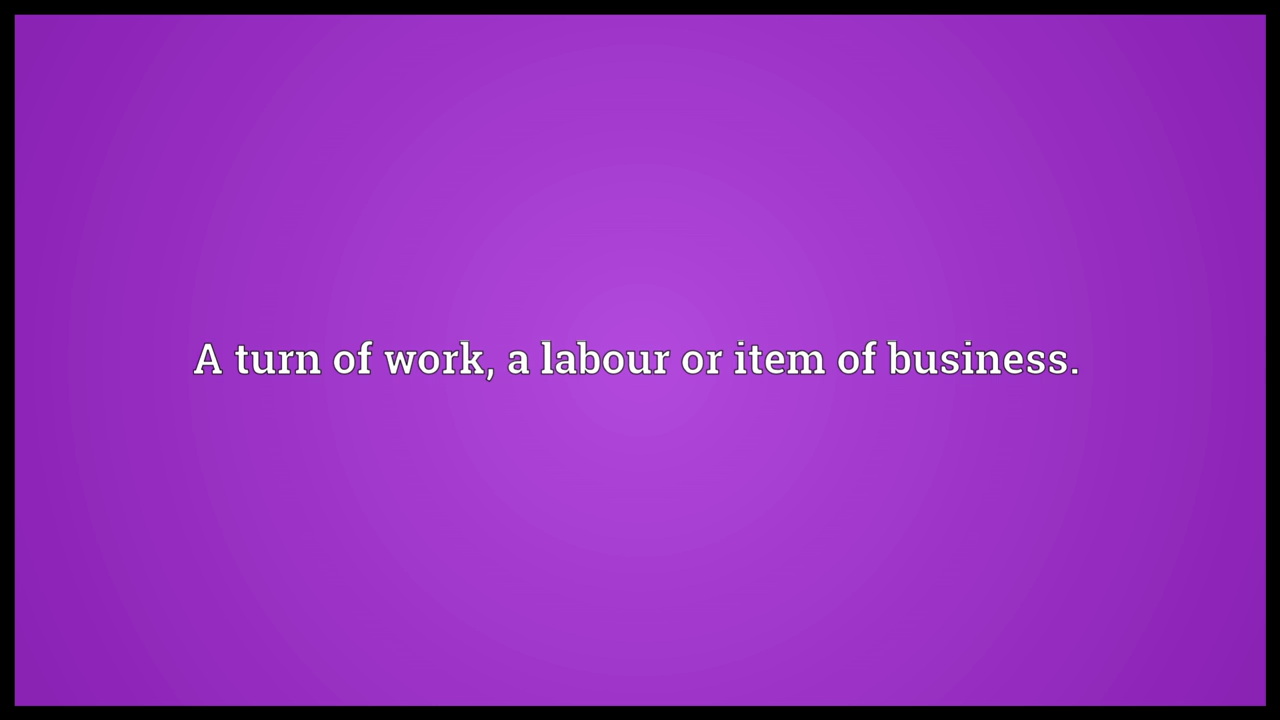 A turn of work, a labour or item of business.